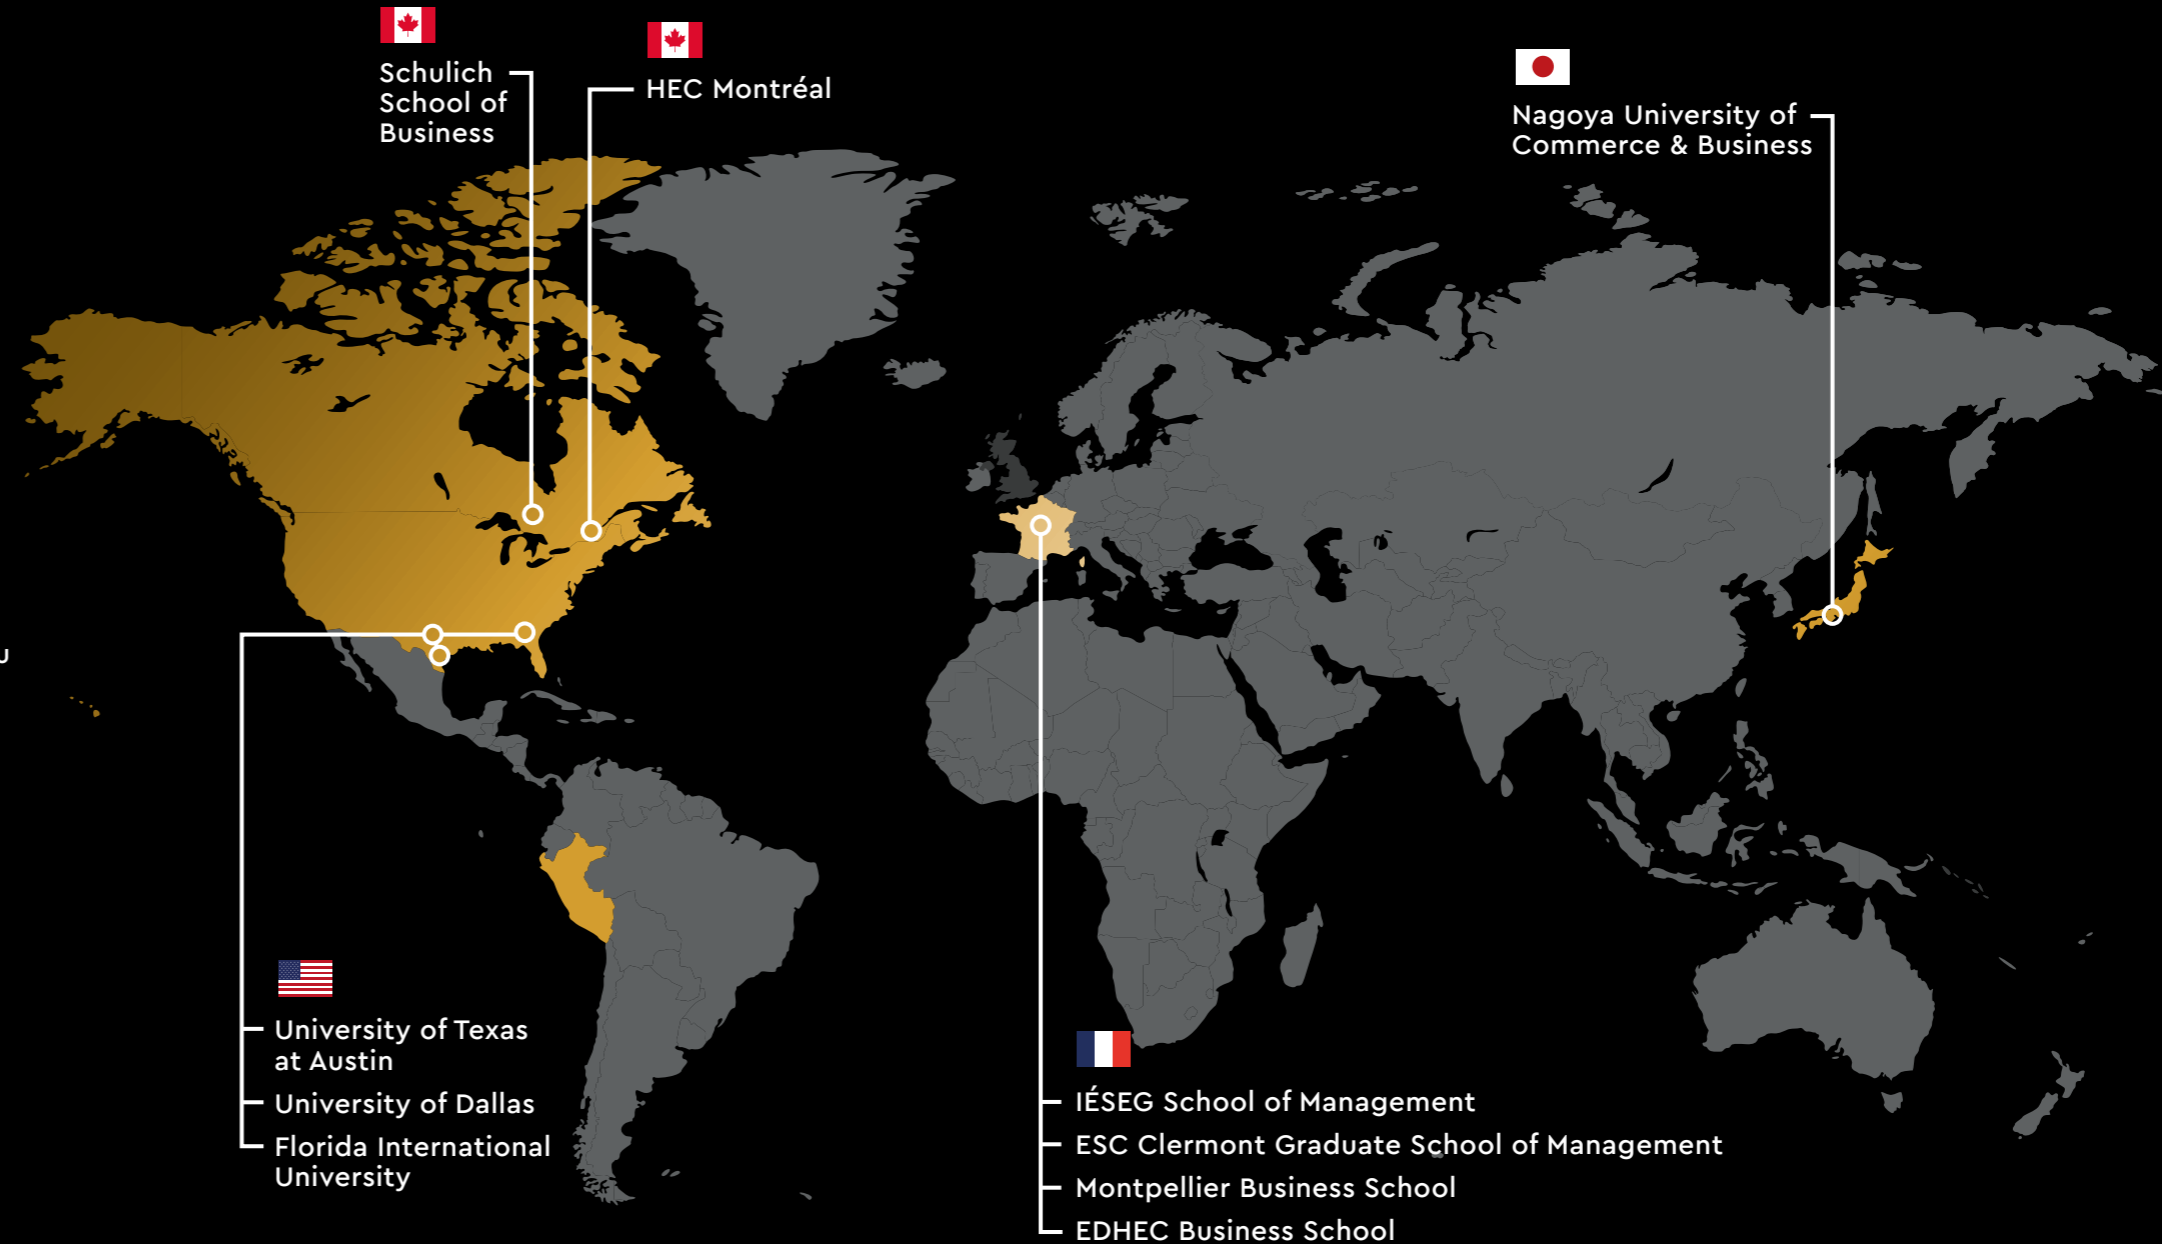 Schulich
School of
Business
HEC Montréal
Nagoya University of
Commerce & Business
u
University of Texas
at Austin
University of Dallas
Florida International
University
IÉSEG School of Management
ESC Clermont Graduate School of Management
Montpellier Business School
EDHEC Business School